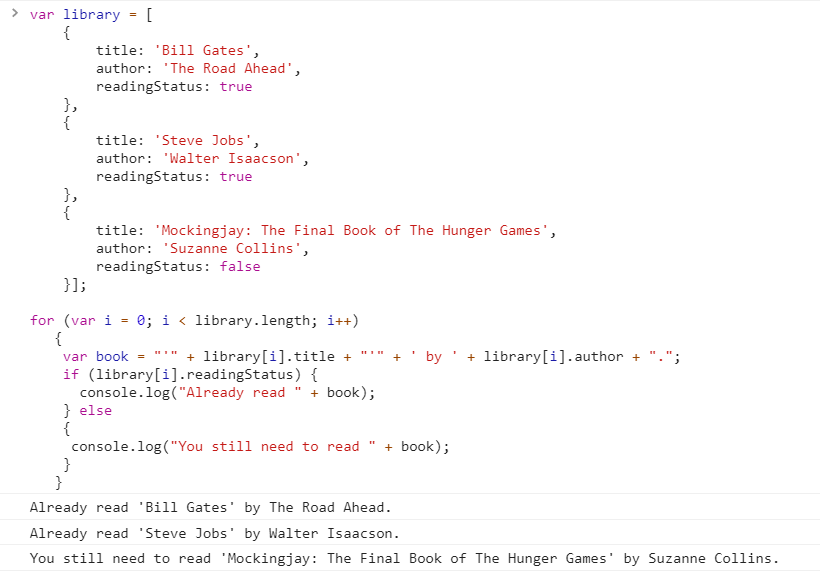 > var library = [
    {
        title: 'Bill Gates',
        author: 'The Road Ahead',
        readingStatus: true
    },
    {
        title: 'Steve Jobs',
        author: 'Walter Isaacson',
        readingStatus: true
    },
    {
        title: 'Mockingjay: The Final Book of The Hunger Games',
        author: 'Suzanne Collins',
        readingStatus: false
    }];

for (var i = 0; i < library.length; i++)
   {
    var book = "'" + library[i].title + "'" + ' by ' + library[i].author + ".";
    if (library[i].readingStatus) {
      console.log("Already read " + book);
    } else
    {
     console.log("You still need to read " + book);
    }
   }
Already read 'Bill Gates' by The Road Ahead.
Already read 'Steve Jobs' by Walter Isaacson.
You still need to read 'Mockingjay: The Final Book of The Hunger Games' by Suzanne Collins.